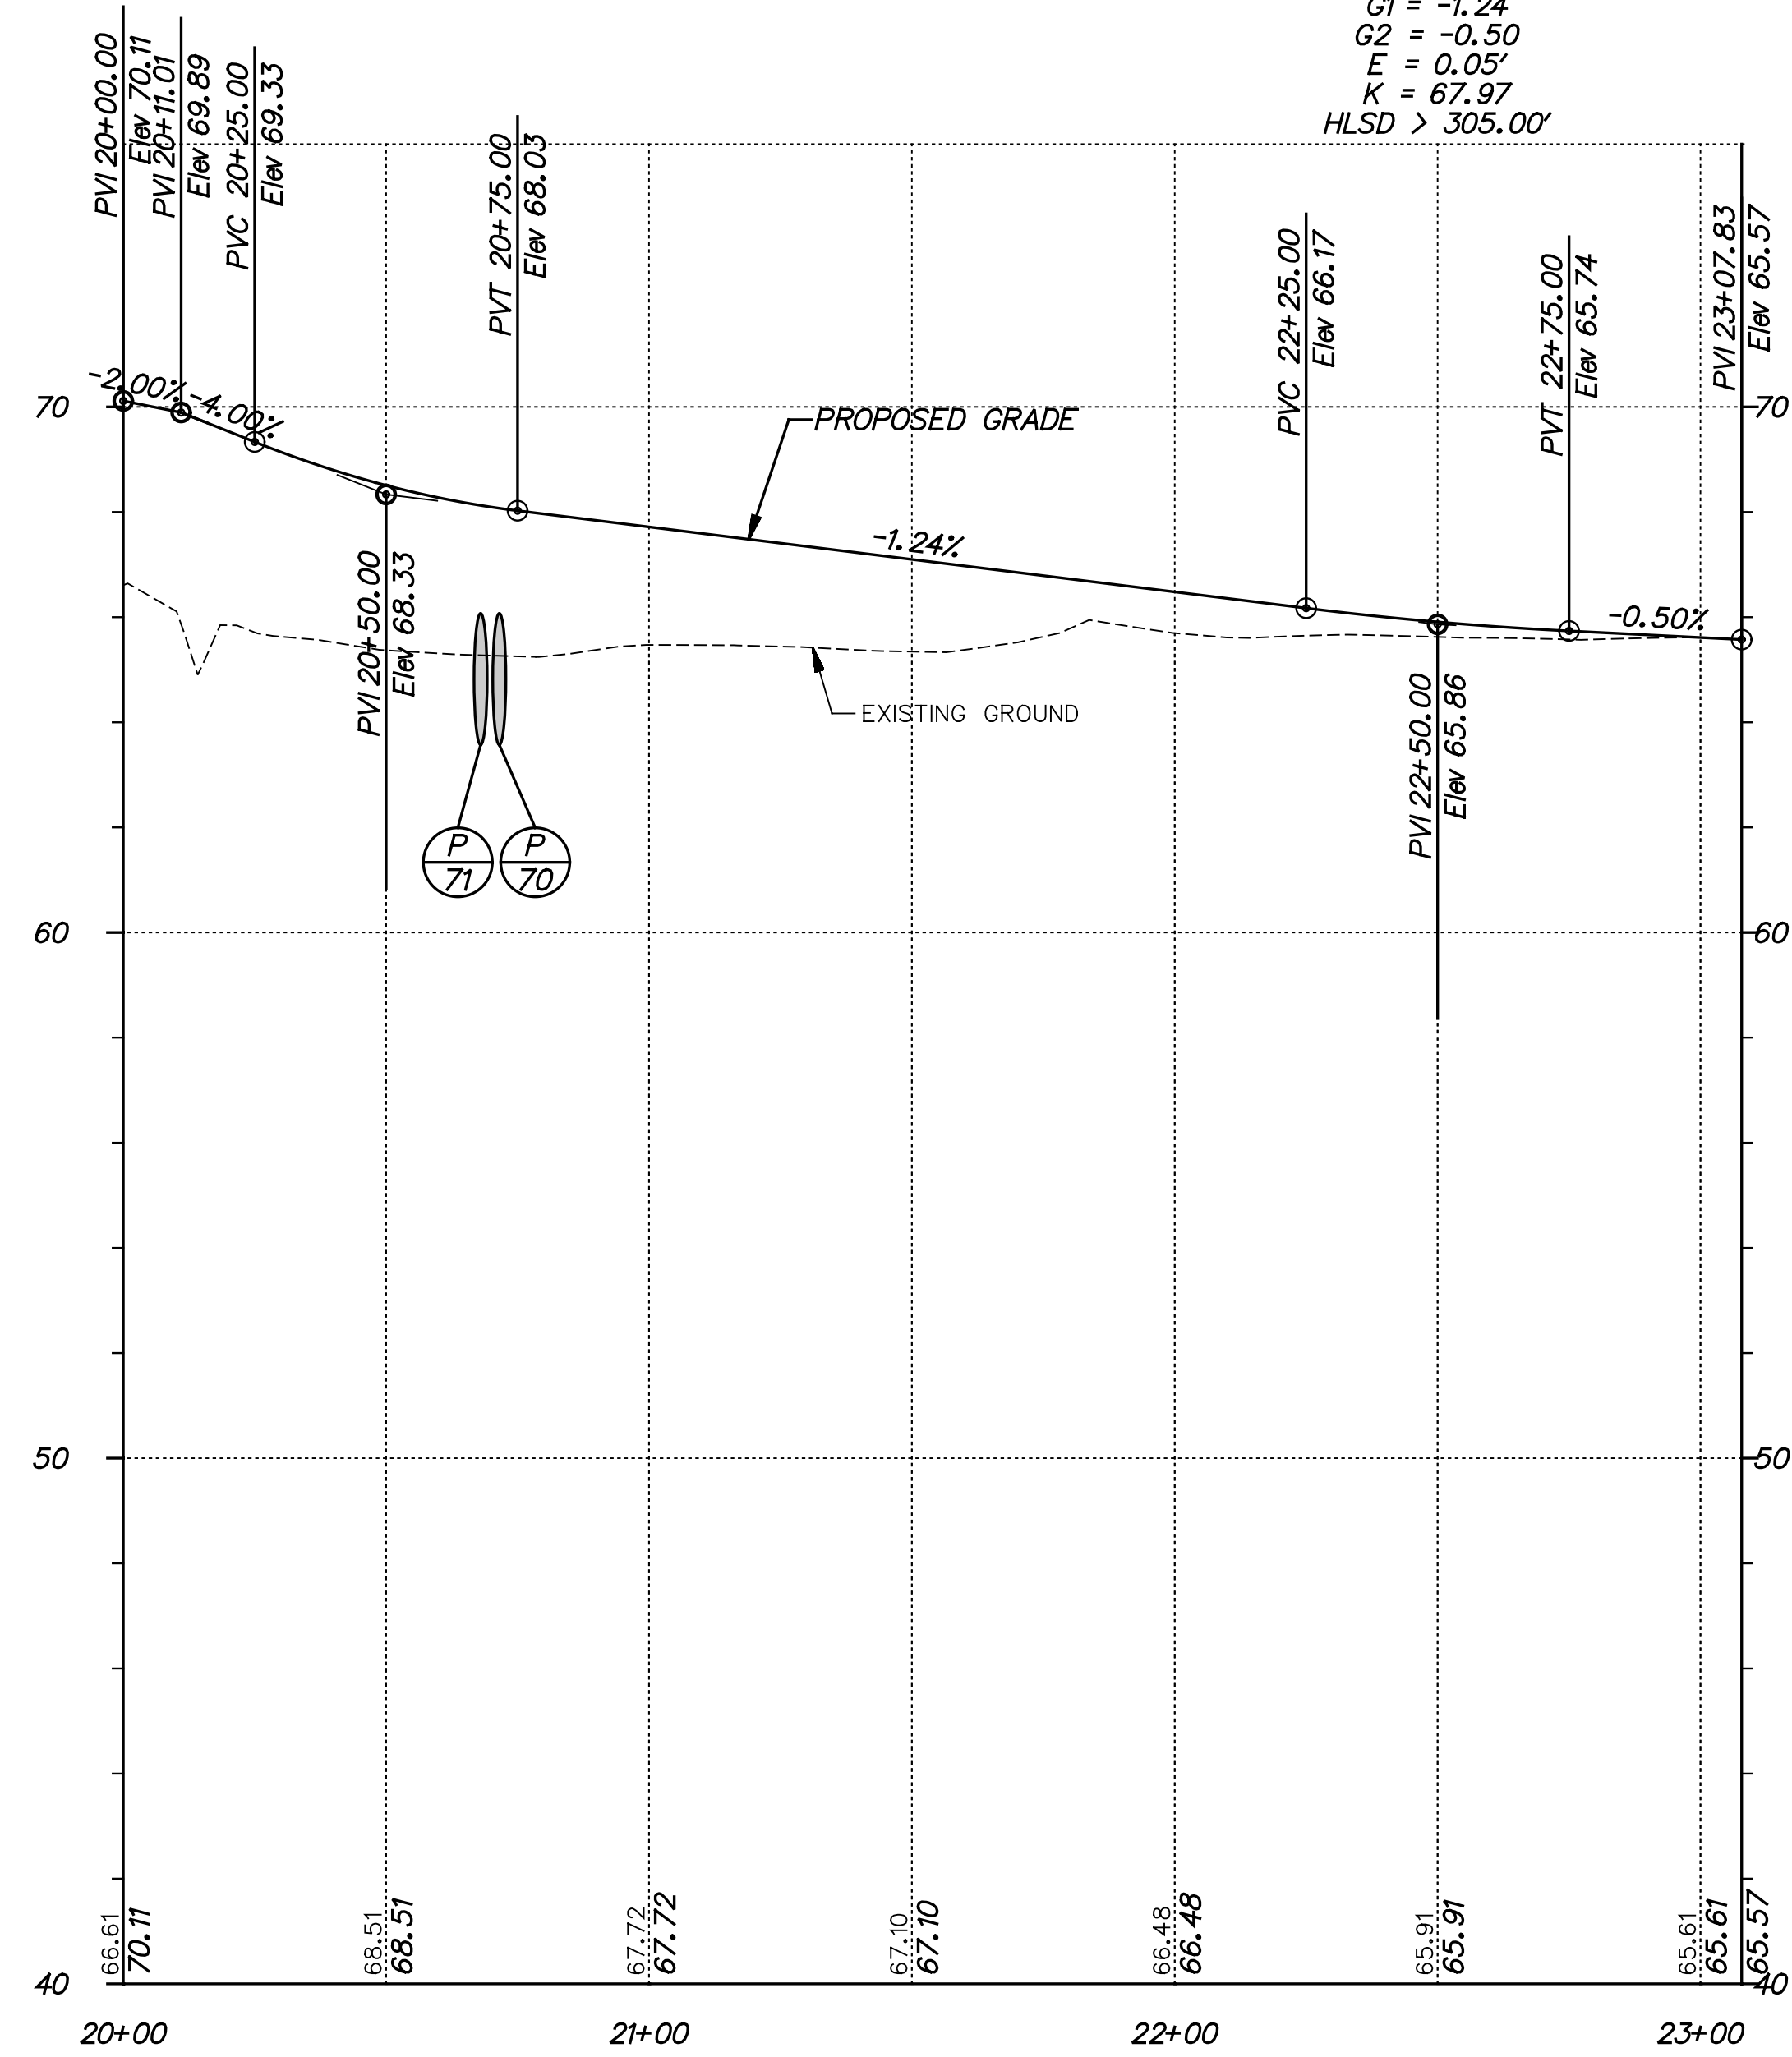 G1 = -1.24
G2 = -0.50
E = 0.05'
K = 67.97
HLSD > 305.00'
PVI 20+00.00
Elev 70.11
PVI 20+11.01
Elev 69.89
PVC 20+25.00
Elev 69.33
PVT 20+75.00
Elev 68.03
PVC 22+25.00
Elev 66.17
PVT 22+75.00
Elev 65.74
PVI 23+07.83
Elev 65.57
-2.00%
-4.00%
70
PROPOSED GRADE
70
-1.24%
-0.50%
PVI 20+50.00
Elev 68.33
EXISTING GROUND
PVI 22+50.00
Elev 65.86
P
71
P
70
60
60
50
50
66.61
70.11
68.51
68.51
67.72
67.72
67.10
67.10
66.48
66.48
65.91
65.91
65.61
65.61
65.57
40
40
20+00
21+00
22+00
23+00